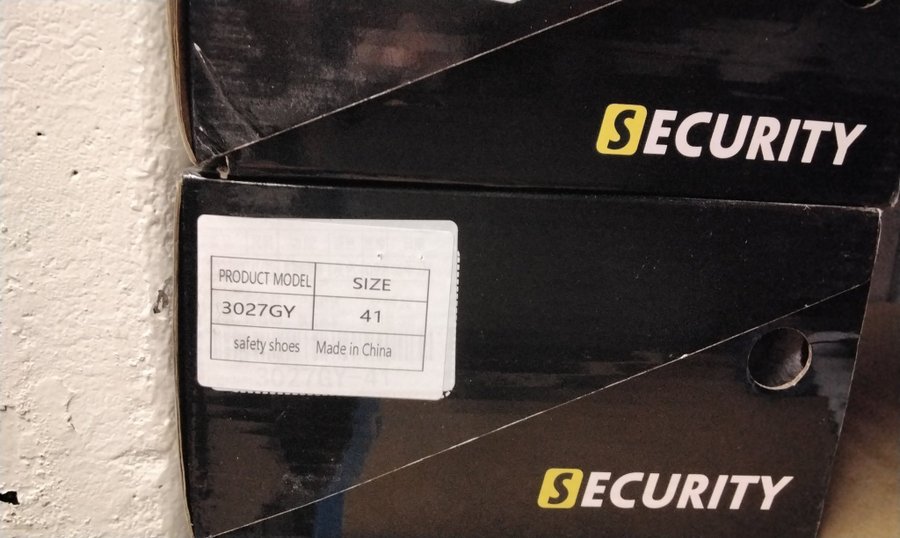 SECURITY
PRODUCT MODEL SIZE
3027GY 41
safety shoes Made in China
SECURITY